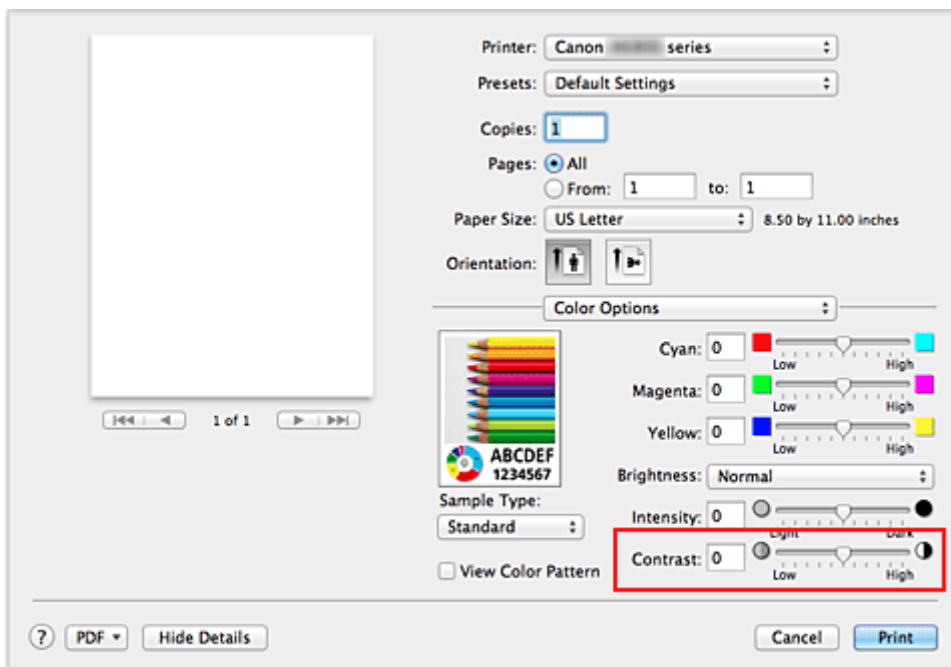 Printer: Canon series
Presets: Default Settings
Copies: 1
Pages: All
From: 1 to: 1
Paper Size: US Letter 8.50 by 11.00 inches
Orientation:
Color Options
Cyan: 0
Low High
Magenta: 0
Low High
Yellow: 0
Low High
ABCDEF
1234567
Brightness: Normal
Sample Type:
Standard
Intensity: 0
Light Dark
Contrast: 0
Low High
View Color Pattern
1 of 1
? PDF Hide Details Cancel Print